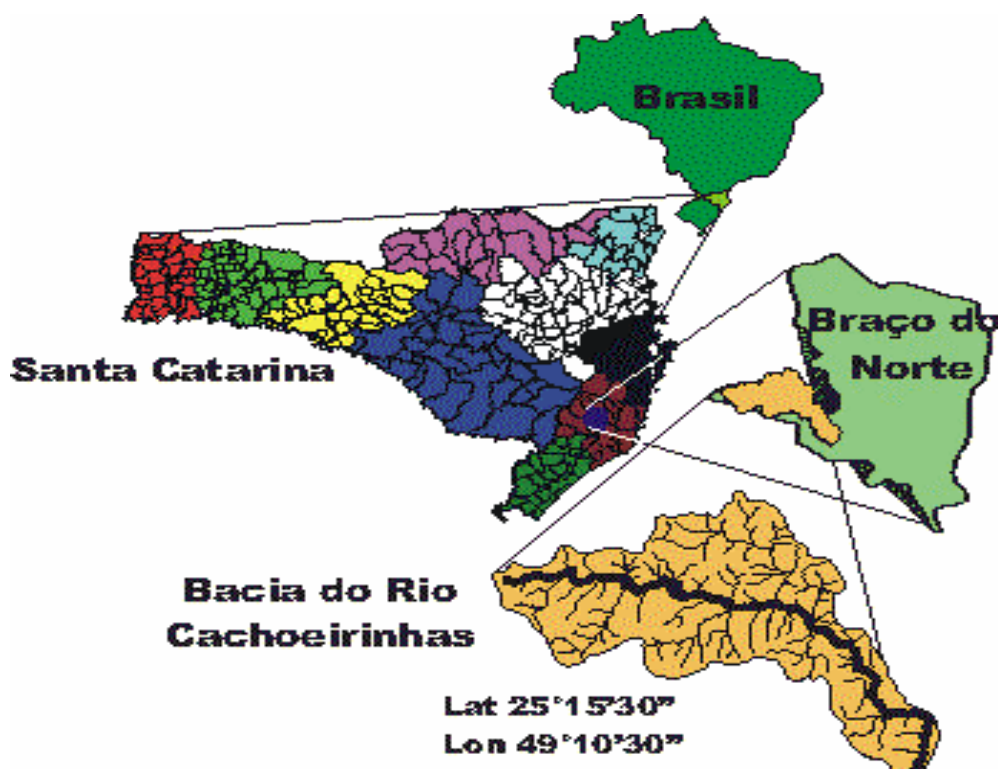 Brasil
Santa Catarina
Braço do
Norte
Bacia do Rio
Cachoeirinhas
Lat 25°15'30"
Lon 49°10'30"